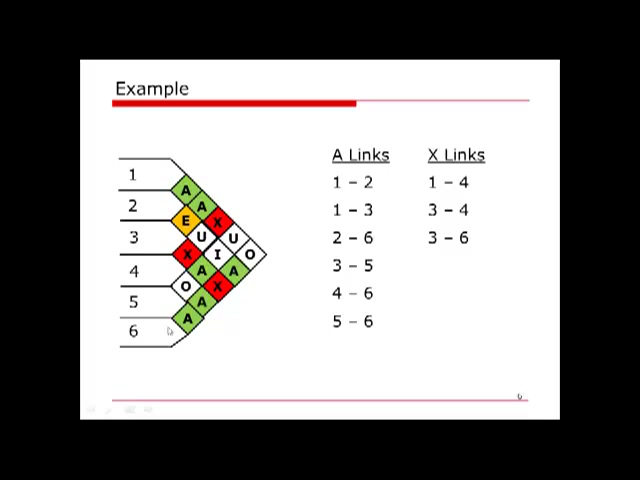 Example
A Links X Links
1 – 2 1 – 4
1 – 3 3 – 4
2 – 6 3 – 6
3 – 5
4 – 6
5 – 6
1
2
3
4
5
6
A
A
E X
U U
X I O
A A
O X
A
A
6